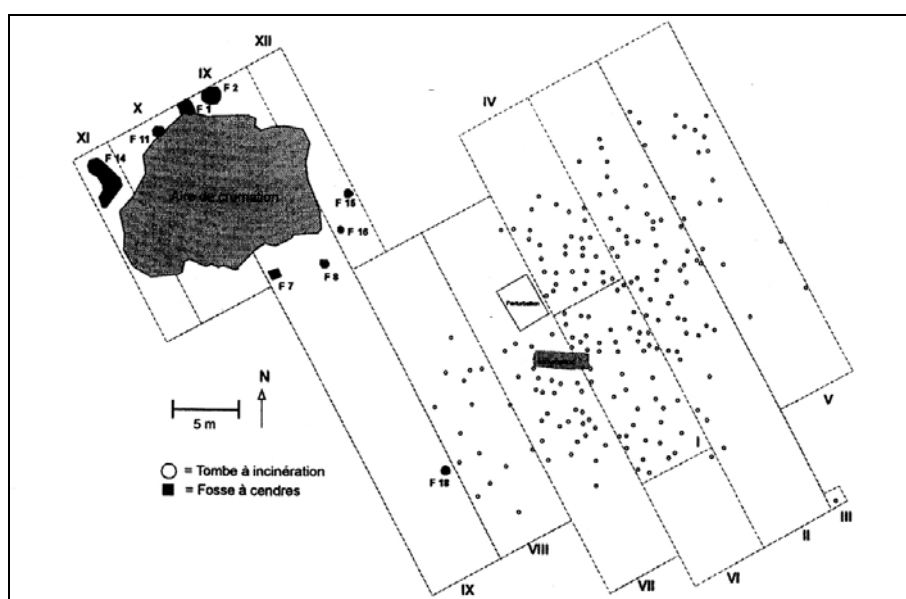 XII
IX
F 2
X
F 1
XI
F 11
F 14
Aire de crémation
F 15
F 16
F 8
F 7
IV
Perturbation
N
5 m
I
V
= Tombe à incinération
= Fosse à cendres
F 18
III
II
VIII
IX
VII
VI